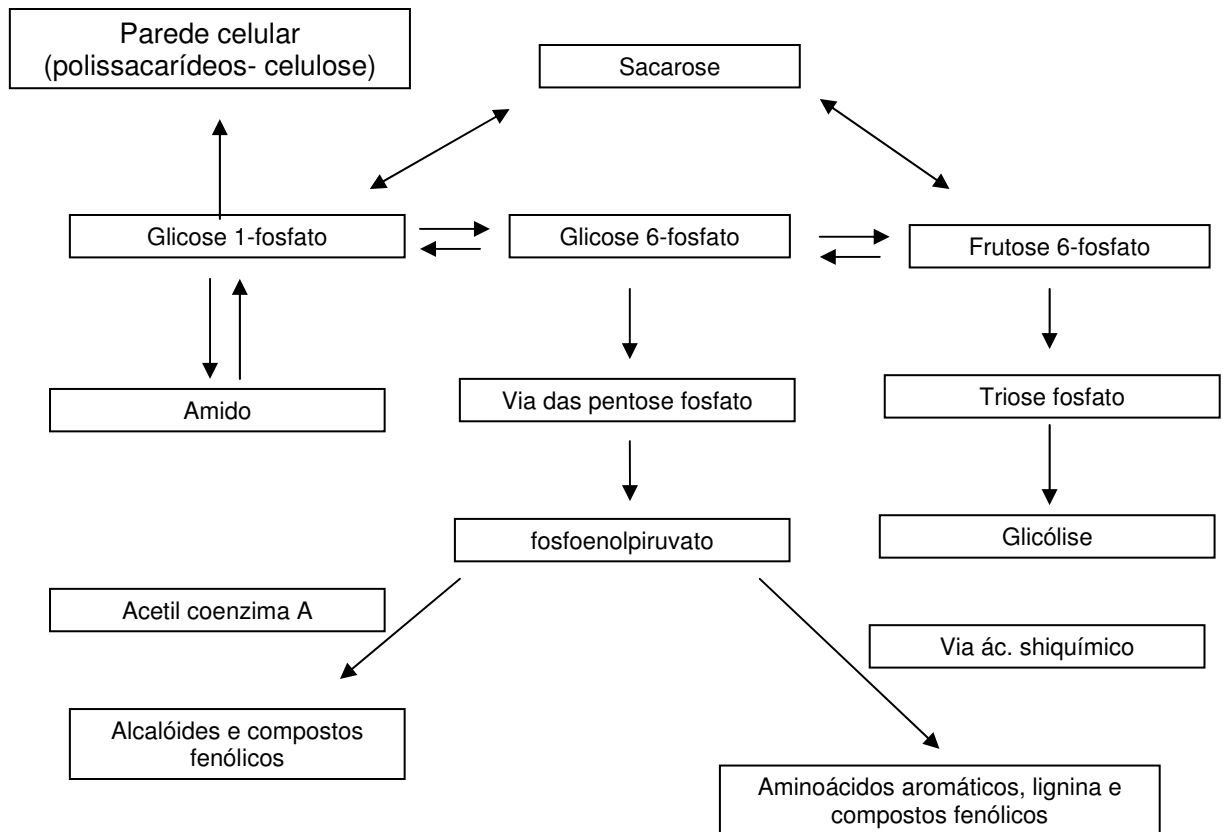 Parede celular
(polissacarídeos- celulose)
Sacarose
Glicose 1-fosfato
Glicose 6-fosfato
Frutose 6-fosfato
Amido
Via das pentose fosfato
Triose fosfato
fosfoenolpiruvato
Glicólise
Acetil coenzima A
Via ác. shiquímico
Alcalóides e compostos
fenólicos
Aminoácidos aromáticos, lignina e
compostos fenólicos